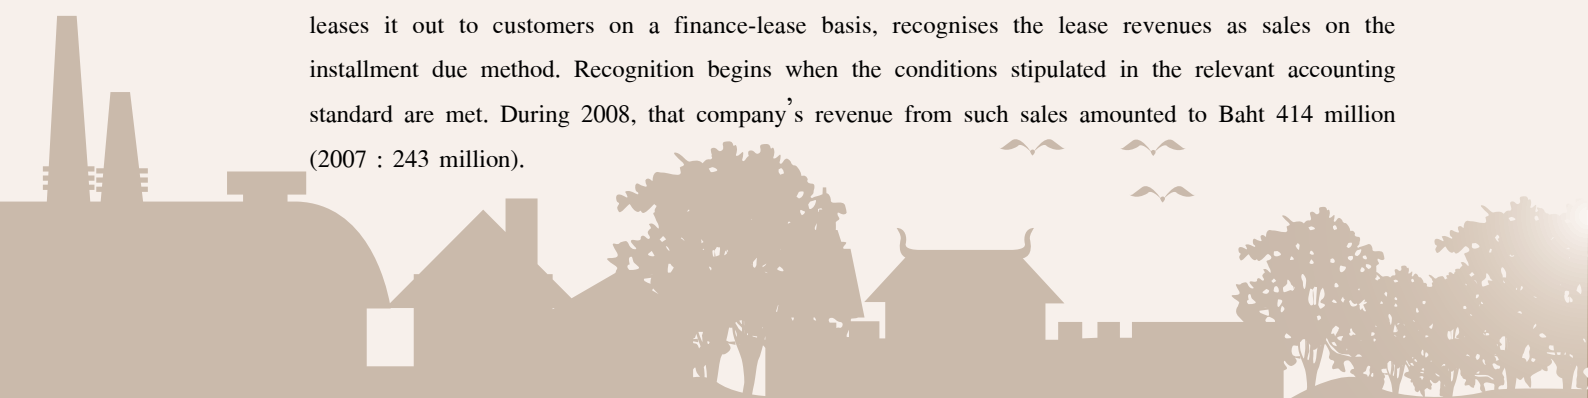 leases it out to customers on a finance-lease basis, recognises the lease revenues as sales on the
installment due method. Recognition begins when the conditions stipulated in the relevant accounting
standard are met. During 2008, that company's revenue from such sales amounted to Baht 414 million
(2007 : 243 million).